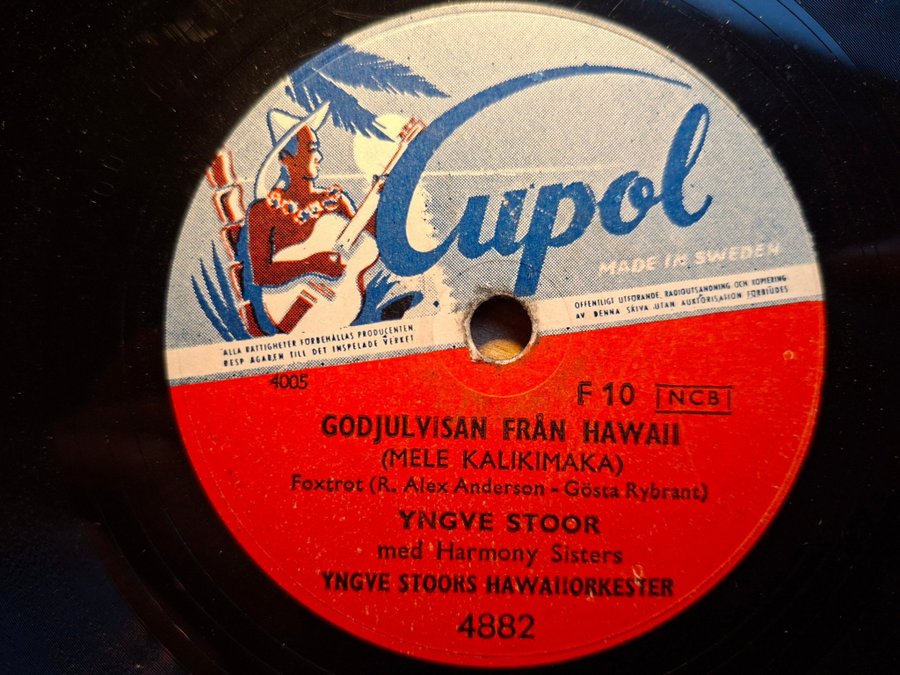 Cupol
MADE IN SWEDEN
ALLA RÄTTIGHETER FÖRBEHÅLLAS PRODUCENTEN
RESP ÄGAREN TILL DET INSPELADE VERKET
OFFENTLIGT UTFÖRANDE, RADIOUTSÄNDNING OCH KOPIERING
AV DENNA SKIVA UTAN AUKTORISATION FÖRBJUDES
4005
F 10 NCB
GODJULVISAN FRÅN HAWAII
(MELE KALIKIMAKA)
Foxtrot (R. Alex Anderson - Gösta Rybrant)
YNGVE STOOR
med Harmony Sisters
YNGVE STOORS HAWAIIORKESTER
4882